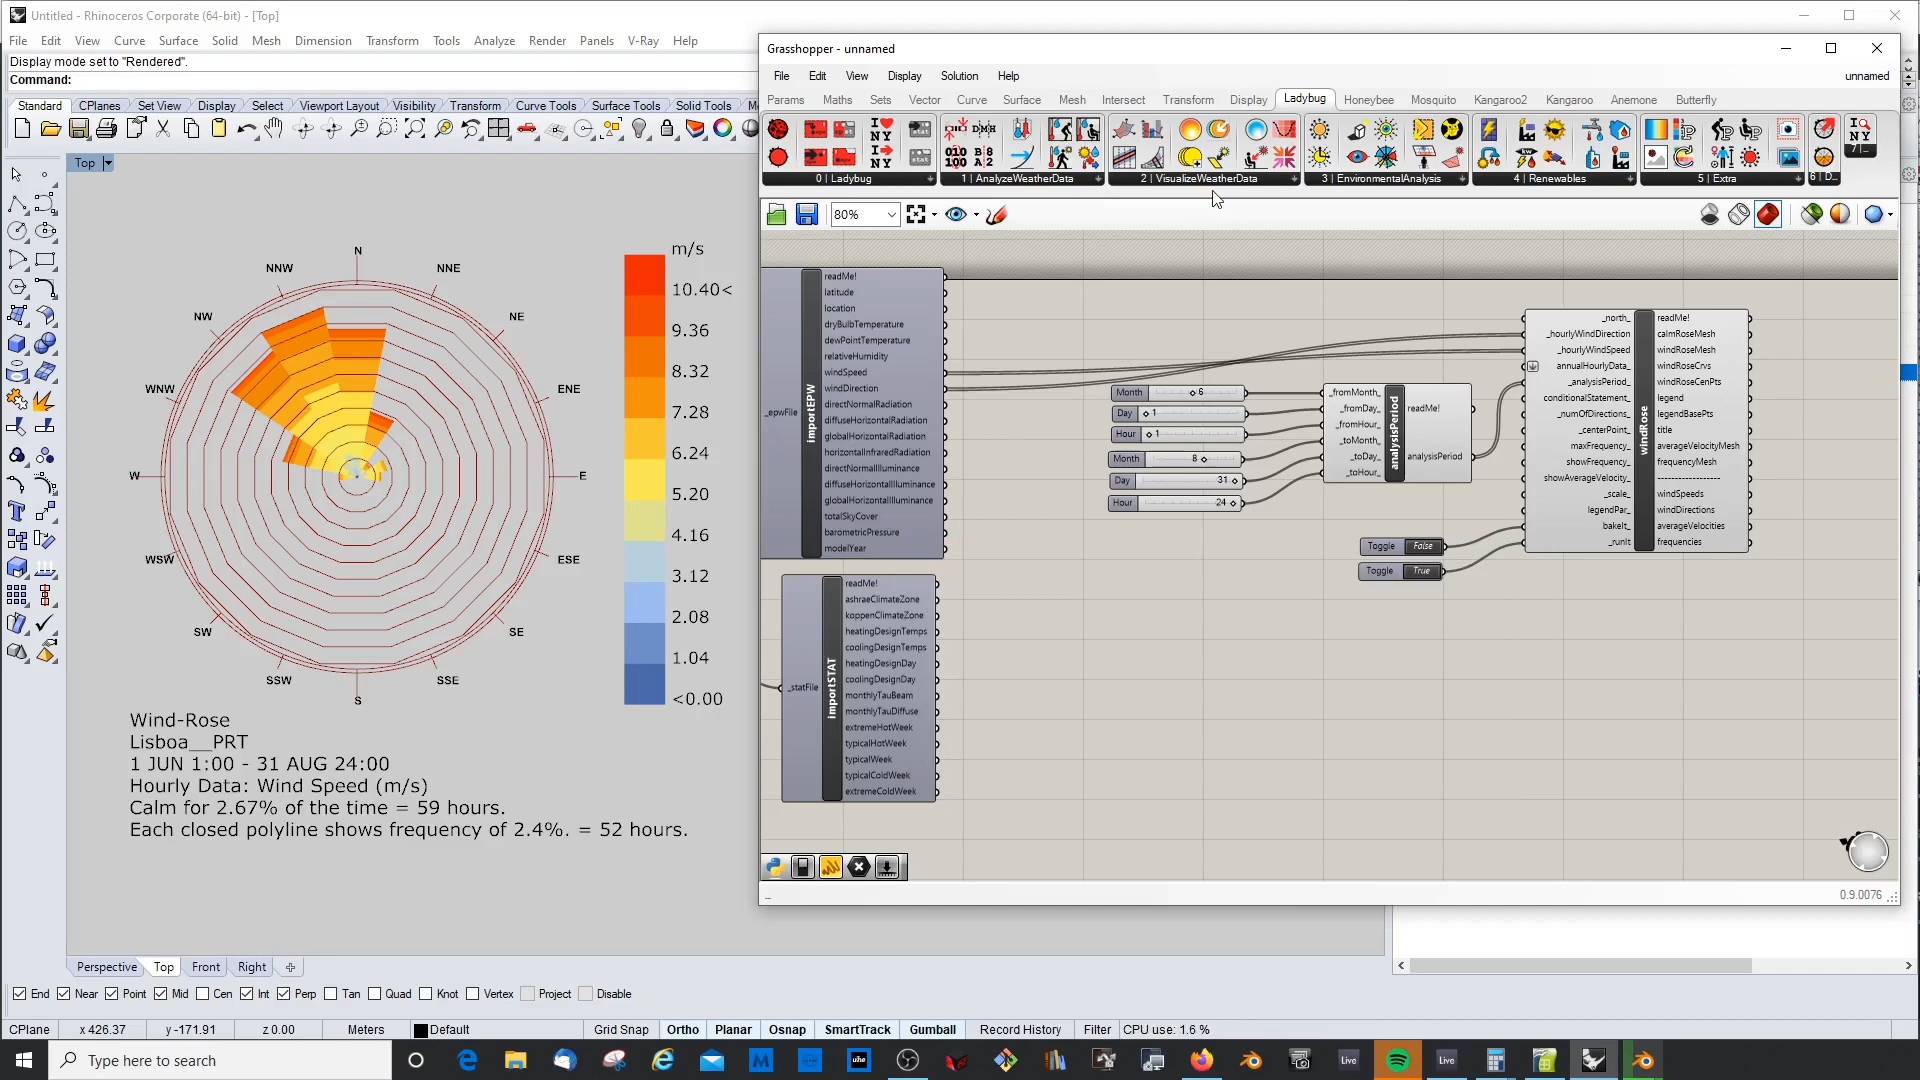 Untitled - Rhinoceros Corporate (64-bit) - [Top]
File Edit View Curve Surface Solid Mesh Dimension Transform Tools Analyze Render Panels V-Ray Help
Display mode set to "Rendered".
Command:
Standard CPlanes Set View Display Select Viewport Layout Visibility Transform Curve Tools Surface Tools Solid Tools
Top
N
NNW NNE
NW NE
WNW ENE
W E
WSW ESE
SW SE
SSW SSE
S
m/s
10.40<
9.36
8.32
7.28
6.24
5.20
4.16
3.12
2.08
1.04
<0.00
Wind-Rose
Lisboa__PRT
1 JUN 1:00 - 31 AUG 24:00
Hourly Data: Wind Speed (m/s)
Calm for 2.67% of the time = 59 hours.
Each closed polyline shows frequency of 2.4%. = 52 hours.
Grasshopper - unnamed
File Edit View Display Solution Help unnamed
Params Maths Sets Vector Curve Surface Mesh Intersect Transform Display Ladybug Honeybee Mosquito Kangaroo2 Kangaroo Anemone Butterfly
0 | Ladybug 1 | AnalyzeWeatherData 2 | VisualizeWeatherData 3 | EnvironmentalAnalysis 4 | Renewables 5 | Extra 6 | D... 7 |...
80%
_epwFile
importEPW
readMe!
latitude
location
dryBulbTemperature
dewPointTemperature
relativeHumidity
windSpeed
windDirection
directNormalRadiation
diffuseHorizontalRadiation
globalHorizontalRadiation
horizontalInfraredRadiation
directNormalIlluminance
diffuseHorizontalIlluminance
globalHorizontalIlluminance
totalSkyCover
barometricPressure
modelYear
_statFile
importSTAT
readMe!
ashraeClimateZone
koppenClimateZone
heatingDesignTemps
coolingDesignTemps
heatingDesignDay
coolingDesignDay
monthlyTauBeam
monthlyTauDiffuse
extremeHotWeek
typicalHotWeek
typicalWeek
typicalColdWeek
extremeColdWeek
Month 6
Day 1
Hour 1
Month 8
Day 31
Hour 24
_fromMonth_
_fromDay_
_fromHour_
_toMonth_
_toDay_
_toHour_
analysisPeriod
readMe!
analysisPeriod
Toggle False
Toggle True
_north_
_hourlyWindDirection
_hourlyWindSpeed
annualHourlyData_
_analysisPeriod_
conditionalStatement_
_numOfDirections_
_centerPoint_
maxFrequency_
showFrequency_
showAverageVelocity_
_scale_
legendPar_
bakeIt_
_runIt
windRose
readMe!
calmRoseMesh
windRoseMesh
windRoseCrvs
windRoseCenPts
legend
legendBasePts
title
averageVelocityMesh
frequencyMesh
------------------
windSpeeds
windDirections
averageVelocities
frequencies
0.9.0076
Perspective Top Front Right
End Near Point Mid Cen Int Perp Tan Quad Knot Vertex Project Disable
CPlane x 426.37 y -171.91 z 0.00 Meters Default Grid Snap Ortho Planar Osnap SmartTrack Gumball Record History Filter CPU use: 1.6 %
Type here to search
Live Live